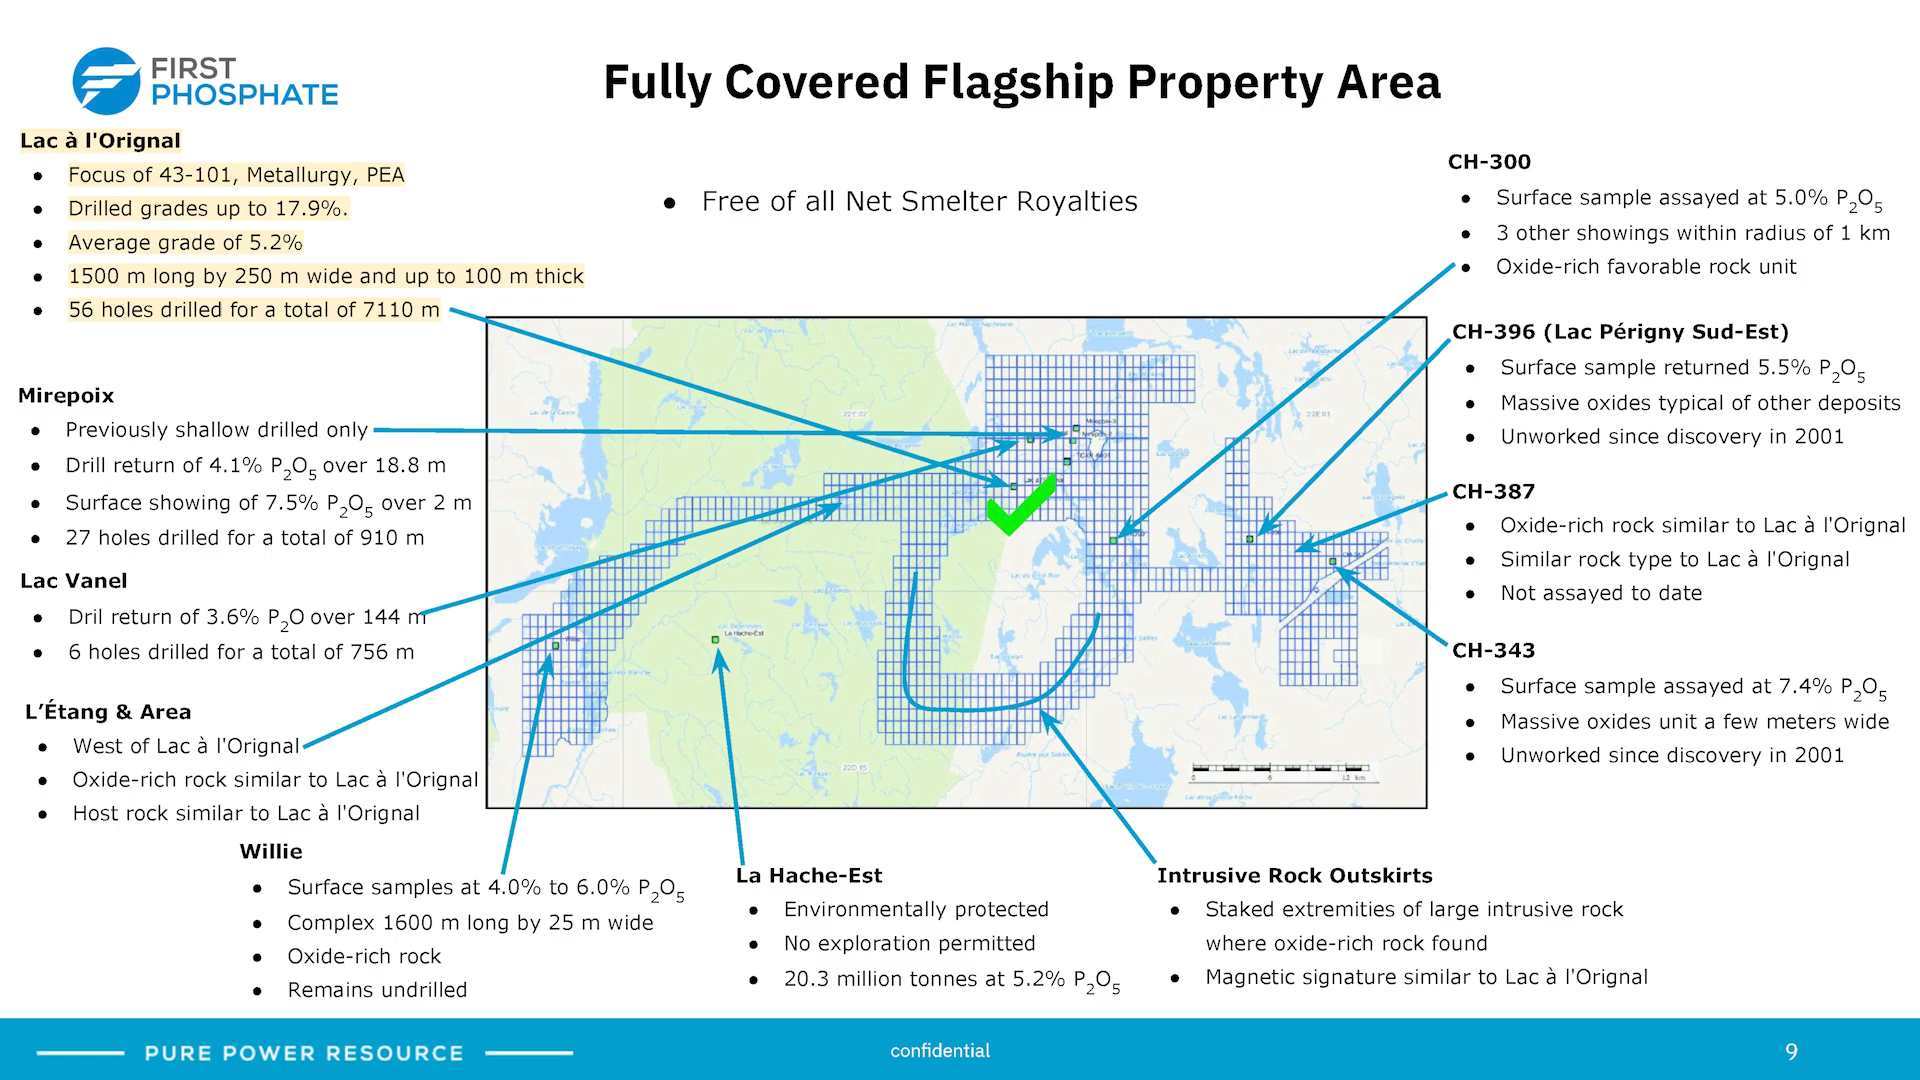 FIRST
PHOSPHATE
Fully Covered Flagship Property Area
Lac à l'Orignal
● Focus of 43-101, Metallurgy, PEA
● Drilled grades up to 17.9%.
● Average grade of 5.2%
● 1500 m long by 250 m wide and up to 100 m thick
● 56 holes drilled for a total of 7110 m
● Free of all Net Smelter Royalties
Mirepoix
● Previously shallow drilled only
● Drill return of 4.1% P2O5 over 18.8 m
● Surface showing of 7.5% P2O5 over 2 m
● 27 holes drilled for a total of 910 m
Lac Vanel
● Dril return of 3.6% P2O over 144 m
● 6 holes drilled for a total of 756 m
L’Étang & Area
● West of Lac à l'Orignal
● Oxide-rich rock similar to Lac à l'Orignal
● Host rock similar to Lac à l'Orignal
Willie
● Surface samples at 4.0% to 6.0% P2O5
● Complex 1600 m long by 25 m wide
● Oxide-rich rock
● Remains undrilled
La Hache-Est
● Environmentally protected
● No exploration permitted
● 20.3 million tonnes at 5.2% P2O5
Intrusive Rock Outskirts
● Staked extremities of large intrusive rock
where oxide-rich rock found
● Magnetic signature similar to Lac à l'Orignal
CH-300
● Surface sample assayed at 5.0% P2O5
● 3 other showings within radius of 1 km
● Oxide-rich favorable rock unit
CH-396 (Lac Périgny Sud-Est)
● Surface sample returned 5.5% P2O5
● Massive oxides typical of other deposits
● Unworked since discovery in 2001
CH-387
● Oxide-rich rock similar to Lac à l'Orignal
● Similar rock type to Lac à l'Orignal
● Not assayed to date
CH-343
● Surface sample assayed at 7.4% P2O5
● Massive oxides unit a few meters wide
● Unworked since discovery in 2001
22E02
22E01
La Hache-Est
Willie
22D15
0 6 12 km
PURE POWER RESOURCE
confidential
9